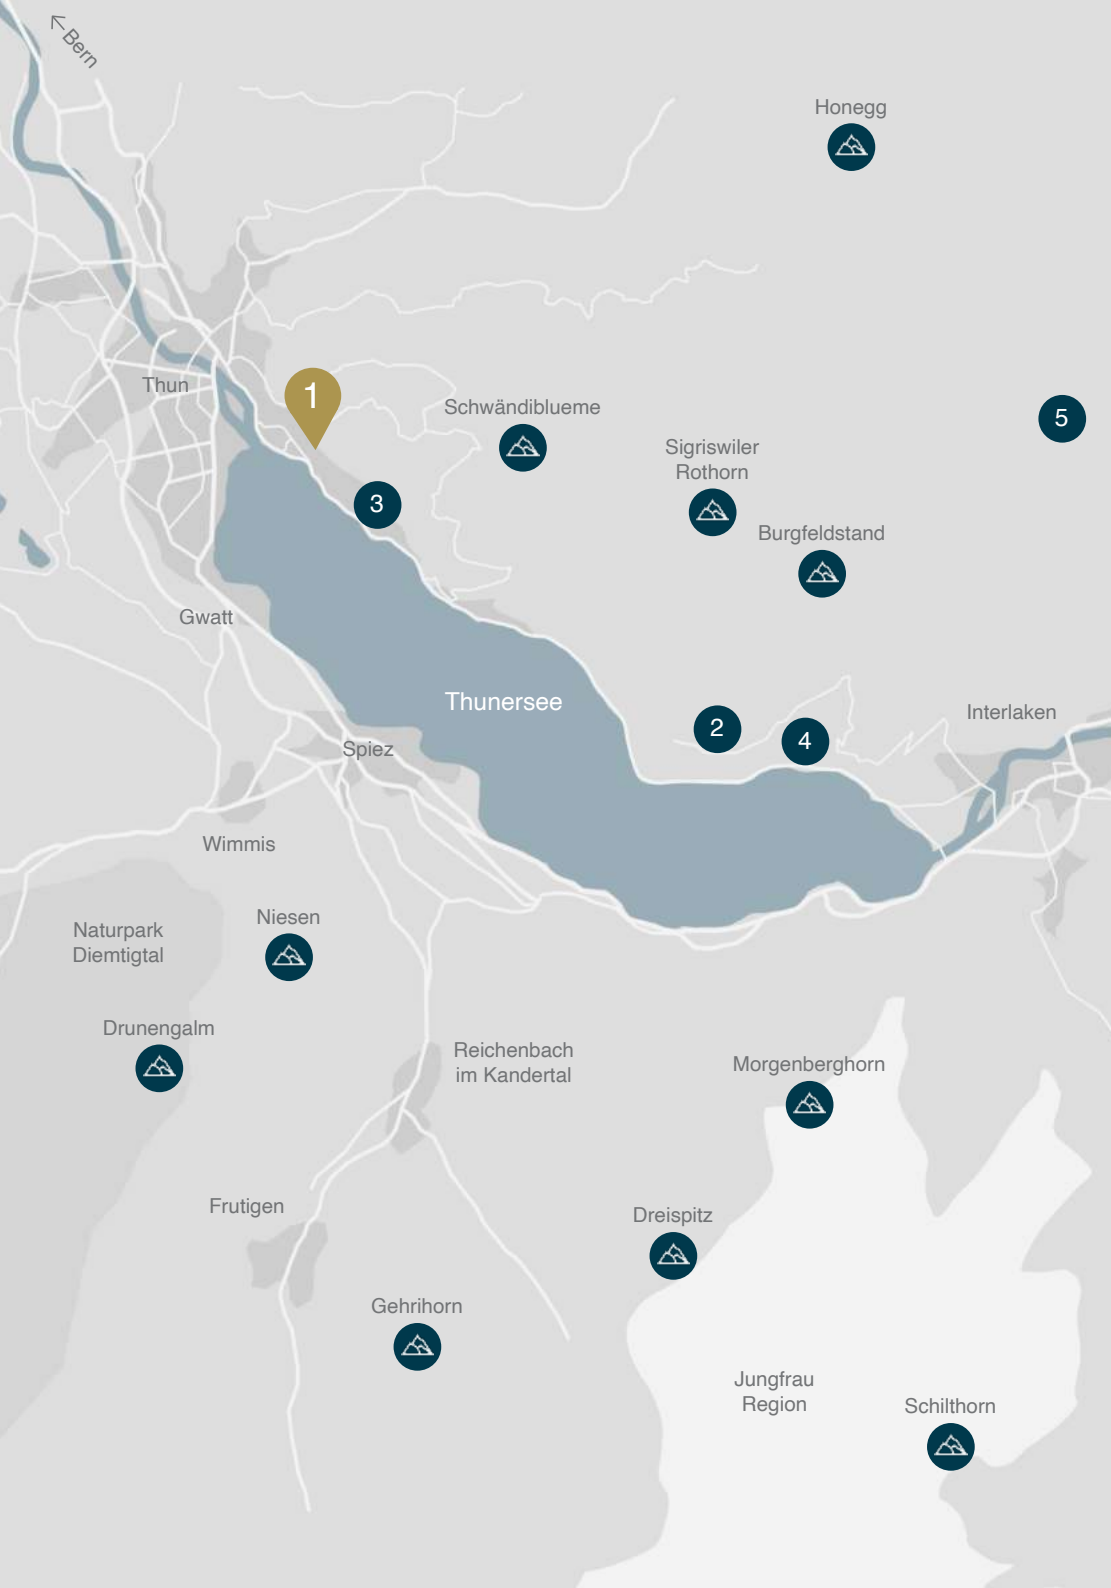 Bern
Honegg
Thun
1
Schwändiblueme
5
Sigriswiler
Rothorn
3
Burgfeldstand
Gwatt
Thunersee
2
4
Interlaken
Spiez
Wimmis
Niesen
Naturpark
Diemtigtal
Drunengalm
Reichenbach
im Kandertal
Morgenberghorn
Frutigen
Dreispitz
Gehrihorn
Jungfrau
Region
Schilthorn